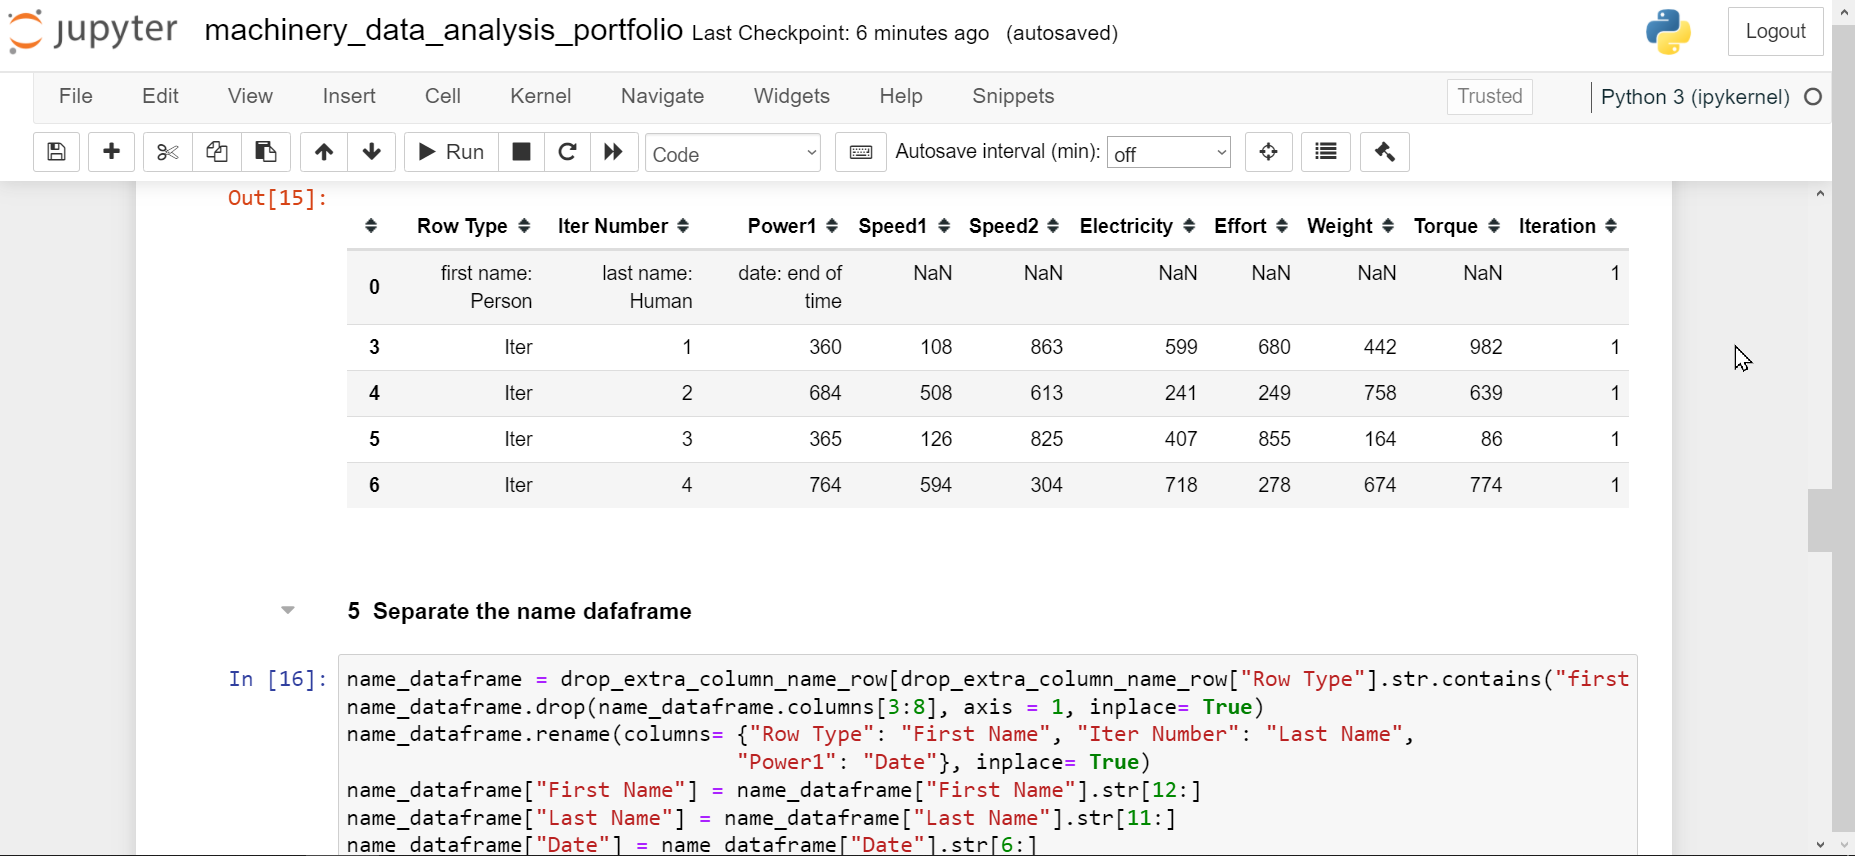 jupyter machinery_data_analysis_portfolio Last Checkpoint: 6 minutes ago (autosaved) Logout
File Edit View Insert Cell Kernel Navigate Widgets Help Snippets Trusted Python 3 (ipykernel)
Run Code Autosave interval (min): off
Out[15]:
Row Type Iter Number Power1 Speed1 Speed2 Electricity Effort Weight Torque Iteration
0 first name: Person last name: Human date: end of time NaN NaN NaN NaN NaN NaN 1
3 Iter 1 360 108 863 599 680 442 982 1
4 Iter 2 684 508 613 241 249 758 639 1
5 Iter 3 365 126 825 407 855 164 86 1
6 Iter 4 764 594 304 718 278 674 774 1
5 Separate the name dafaframe
In [16]: name_dataframe = drop_extra_column_name_row[drop_extra_column_name_row["Row Type"].str.contains("first
name_dataframe.drop(name_dataframe.columns[3:8], axis = 1, inplace= True)
name_dataframe.rename(columns= {"Row Type": "First Name", "Iter Number": "Last Name",
"Power1": "Date"}, inplace= True)
name_dataframe["First Name"] = name_dataframe["First Name"].str[12:]
name_dataframe["Last Name"] = name_dataframe["Last Name"].str[11:]
name_dataframe["Date"] = name_dataframe["Date"].str[6:]